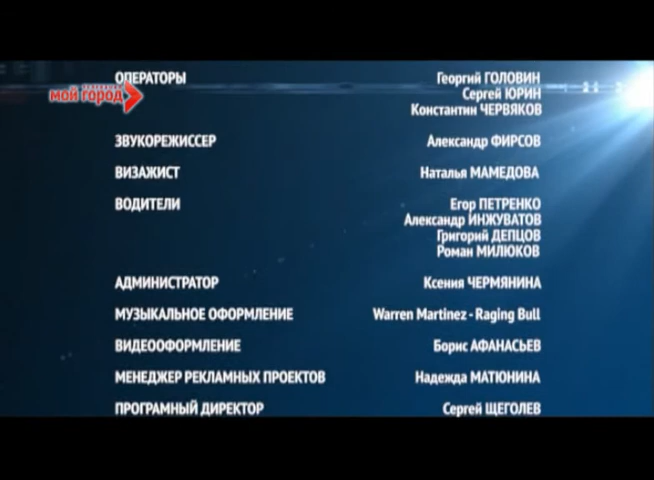 ОПЕРАТОРЫ Георгий ГОЛОВИН
МОЙ ГОРОД Сергей ЮРИН
Константин ЧЕРВЯКОВ
ЗВУКОРЕЖИССЕР Александр ФИРСОВ
ВИЗАЖИСТ Наталья МАМЕДОВА
ВОДИТЕЛИ Егор ПЕТРЕНКО
Александр ИНЖУВАТОВ
Григорий ДЕПЦОВ
Роман МИЛЮКОВ
АДМИНИСТРАТОР Ксения ЧЕРМЯНИНА
МУЗЫКАЛЬНОЕ ОФОРМЛЕНИЕ Warren Martinez - Raging Bull
ВИДЕООФОРМЛЕНИЕ Борис АФАНАСЬЕВ
МЕНЕДЖЕР РЕКЛАМНЫХ ПРОЕКТОВ Надежда МАТЮНИНА
ПРОГРАМНЫЙ ДИРЕКТОР Сергей ЩЕГОЛЕВ